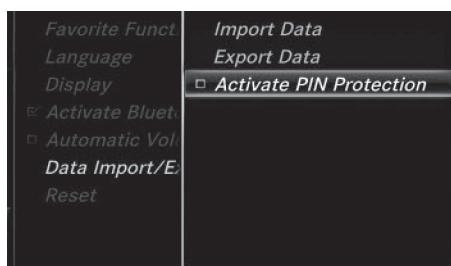 Favorite Funct
Language
Display
Activate Bluet
Automatic Vol
Data Import/E
Reset
Import Data
Export Data
Activate PIN Protection